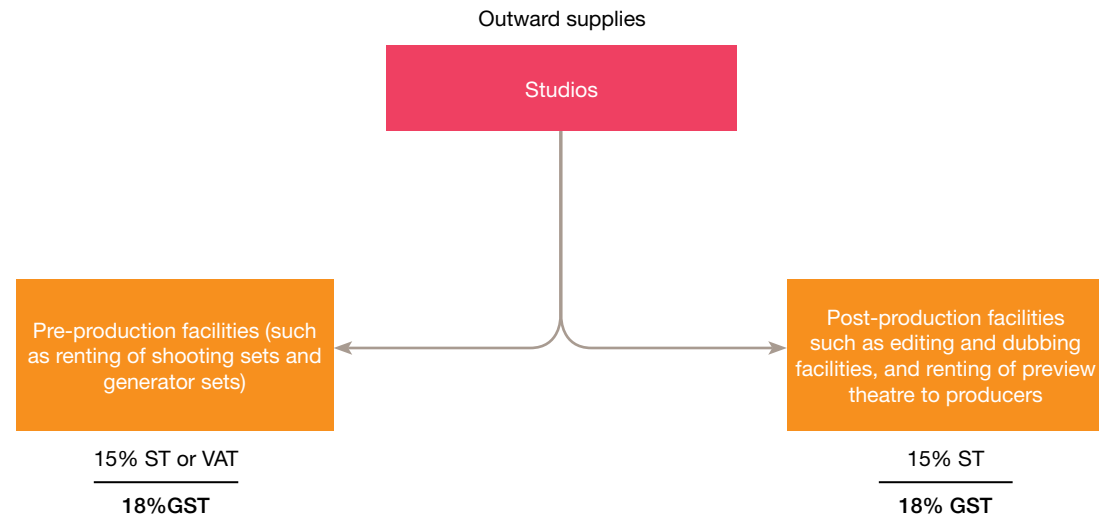 Outward supplies
Studios
Pre-production facilities (such
as renting of shooting sets and
generator sets)
Post-production facilities
such as editing and dubbing
facilities, and renting of preview
theatre to producers
15% ST or VAT
18%GST
15% ST
18% GST